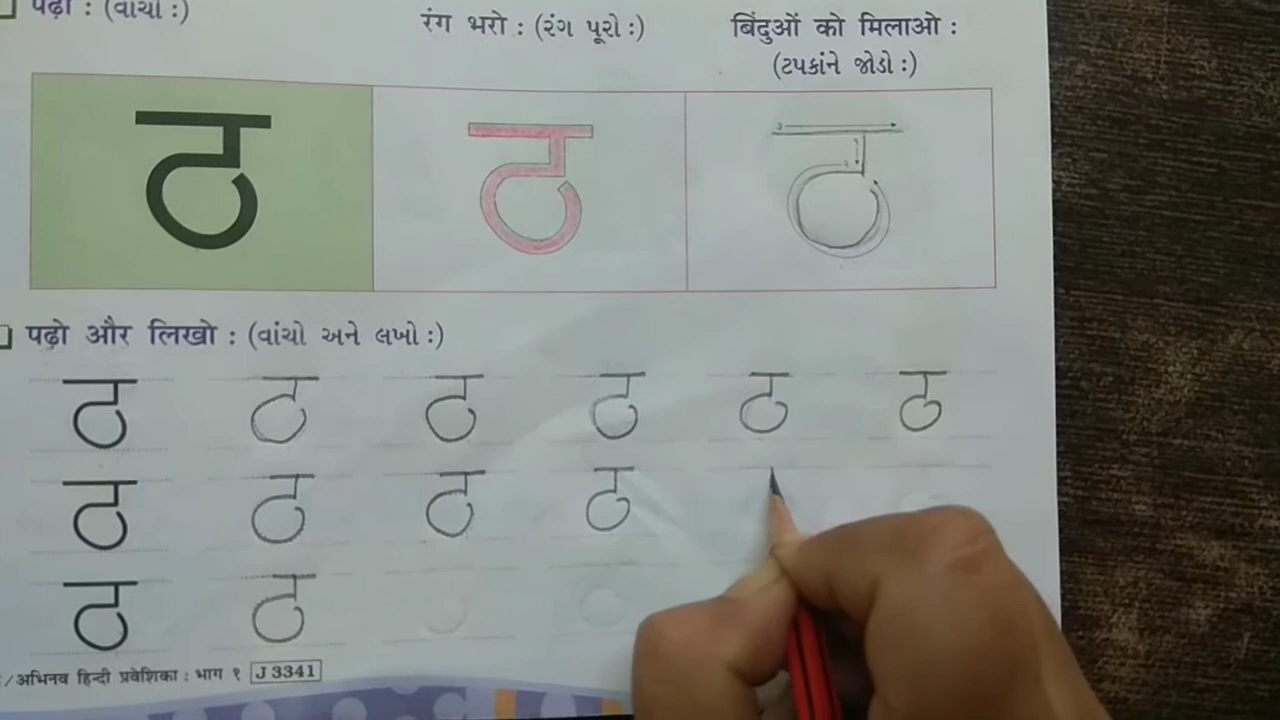 पढ़ो : (વાંચો :)
रंग भरो : (રંગ પૂરો :)
बिंदुओं को मिलाओ :
(ટપકાંને જોડો :)
ठ ठ ठ
पढ़ो और लिखो : (વાંચો અને લખો :)
ठ ठ ठ ठ ठ ठ
ठ ठ ठ ठ
ठ ठ
/ अभिनव हिन्दी प्रवेशिका : भाग १ J 3341